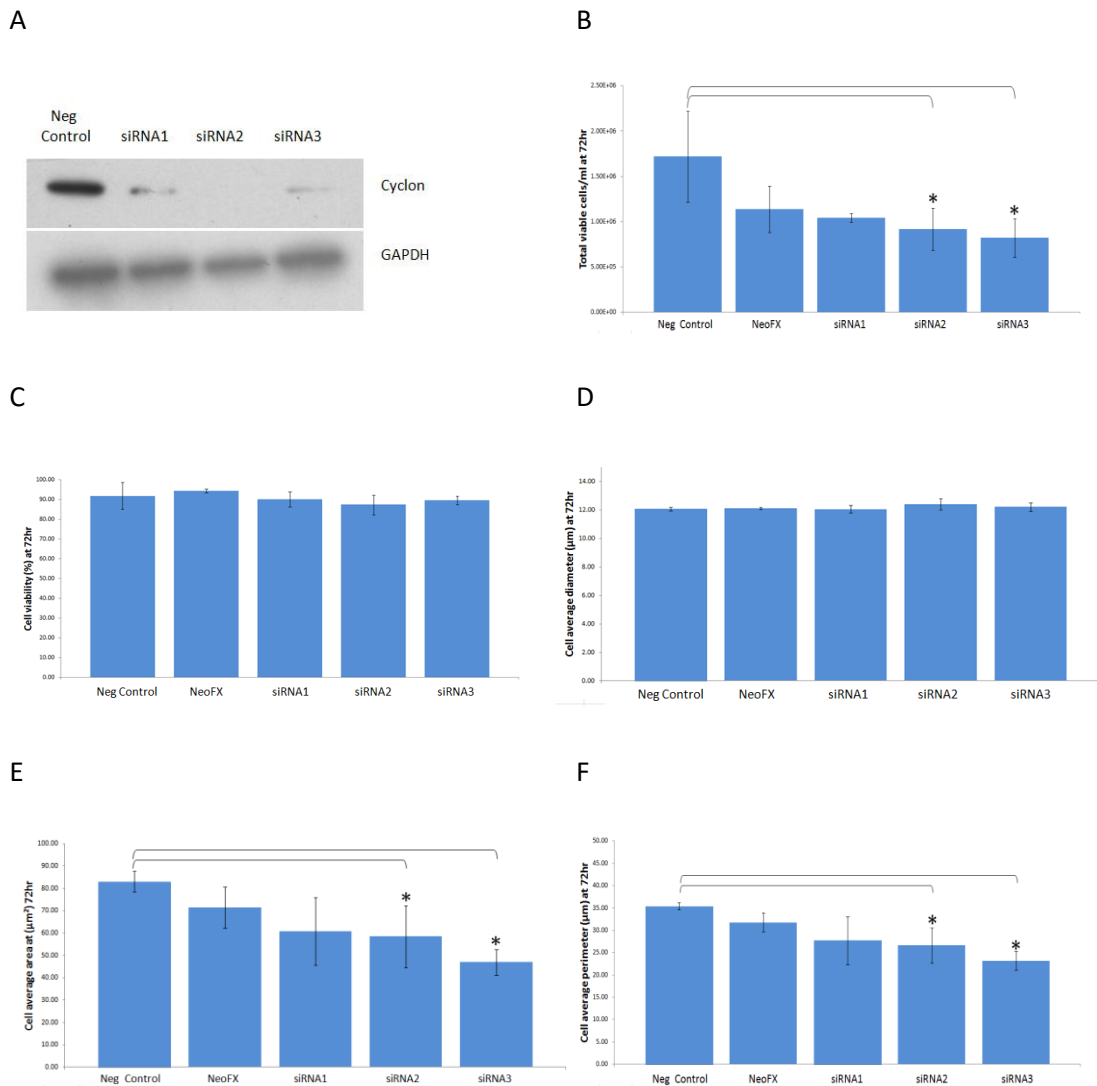 A
Neg
Control siRNA1 siRNA2 siRNA3
Cyclon
GAPDH
B
Total viable cells/ml at 72hr
2.50E+06
2.00E+06
1.50E+06
1.00E+06
5.00E+05
0.00E+00
*
*
Neg Control NeoFX siRNA1 siRNA2 siRNA3
C
Cell viability (%) at 72hr
100.00
90.00
80.00
70.00
60.00
50.00
40.00
30.00
20.00
10.00
0.00
Neg Control NeoFX siRNA1 siRNA2 siRNA3
D
Cell average diameter (µm) at 72hr
14.00
12.00
10.00
8.00
6.00
4.00
2.00
0.00
Neg Control NeoFX siRNA1 siRNA2 siRNA3
E
Cell average area at (µm²) 72hr
100.00
90.00
80.00
70.00
60.00
50.00
40.00
30.00
20.00
10.00
0.00
*
*
Neg Control NeoFX siRNA1 siRNA2 siRNA3
F
Cell average perimeter (µm) at 72hr
50.00
45.00
40.00
35.00
30.00
25.00
20.00
15.00
10.00
5.00
0.00
*
*
Neg Control NeoFX siRNA1 siRNA2 siRNA3